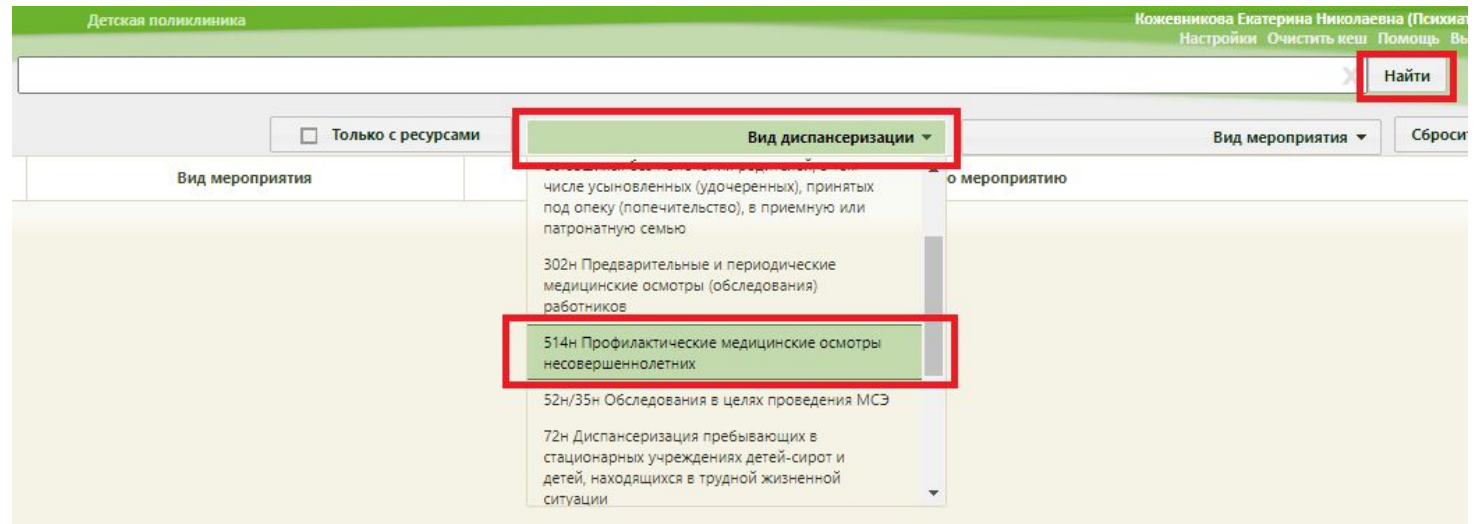 Детская поликлиника
Кожевникова Екатерина Николаевна (Психиат
Настройки Очистить кеш Помощь Вы
Найти
Только с ресурсами
Вид диспансеризации
Вид мероприятия
Сбросит
Вид мероприятия
о мероприятию
числе усыновленных (удочеренных), принятых
под опеку (попечительство), в приемную или
патронатную семью
302н Предварительные и периодические
медицинские осмотры (обследования)
работников
514н Профилактические медицинские осмотры
несовершеннолетних
52н/35н Обследования в целях проведения МСЭ
72н Диспансеризация пребывающих в
стационарных учреждениях детей-сирот и
детей, находящихся в трудной жизненной
ситуации